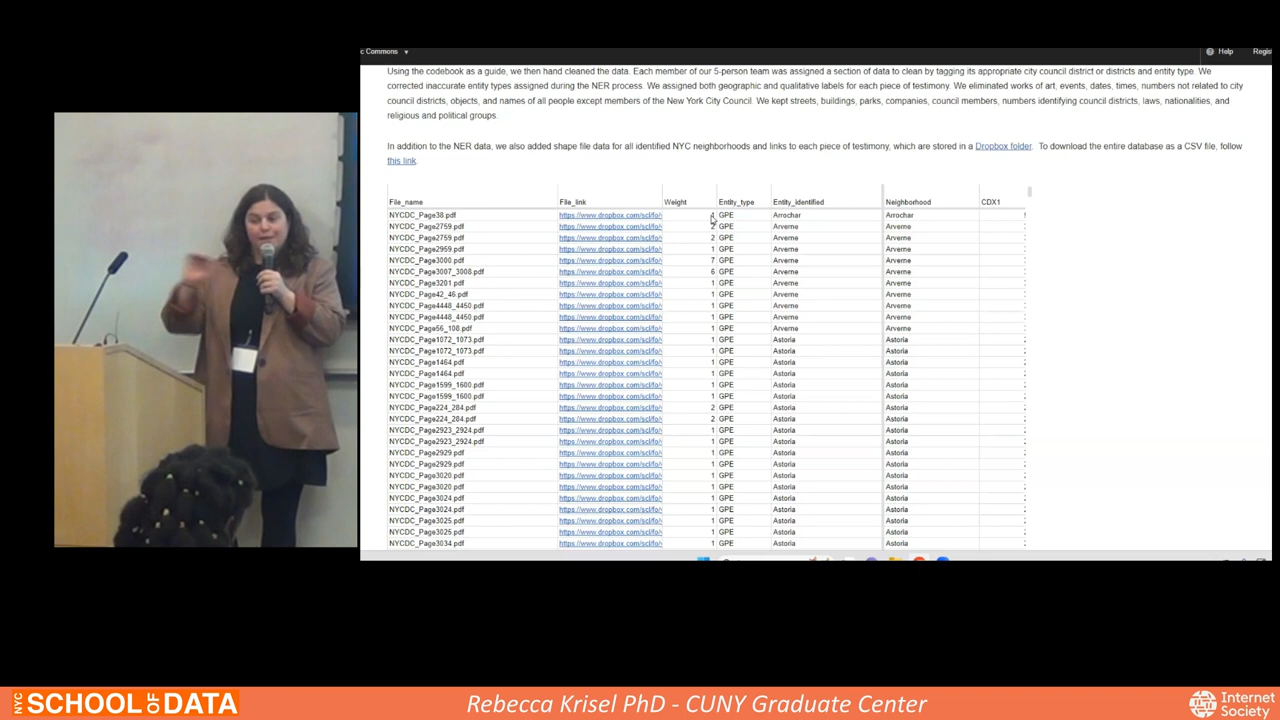 c Commons ▼ Help Regis
Using the codebook as a guide, we then hand cleaned the data. Each member of our 5-person team was assigned a section of data to clean by tagging its appropriate city council district or districts and entity type. We
corrected inaccurate entity types assigned during the NER process. We assigned both geographic and qualitative labels for each piece of testimony. We eliminated works of art, events, dates, times, numbers not related to city
council districts, objects, and names of all people except members of the New York City Council. We kept streets, buildings, parks, companies, council members, numbers identifying council districts, laws, nationalities, and
religious and political groups.
In addition to the NER data, we also added shape file data for all identified NYC neighborhoods and links to each piece of testimony, which are stored in a Dropbox folder. To download the entire database as a CSV file, follow
this link.
File_name File_link Weight Entity_type Entity_identified Neighborhood CDX1
NYCDC_Page38.pdf https://www.dropbox.com/scl/fo/ 1 GPE Arrochar Arrochar
NYCDC_Page2759.pdf https://www.dropbox.com/scl/fo/ 2 GPE Arverne Arverne
NYCDC_Page2759.pdf https://www.dropbox.com/scl/fo/ 2 GPE Arverne Arverne
NYCDC_Page2959.pdf https://www.dropbox.com/scl/fo/ 1 GPE Arverne Arverne
NYCDC_Page3000.pdf https://www.dropbox.com/scl/fo/ 7 GPE Arverne Arverne
NYCDC_Page3007_3008.pdf https://www.dropbox.com/scl/fo/ 6 GPE Arverne Arverne
NYCDC_Page3201.pdf https://www.dropbox.com/scl/fo/ 1 GPE Arverne Arverne
NYCDC_Page42_46.pdf https://www.dropbox.com/scl/fo/ 1 GPE Arverne Arverne
NYCDC_Page4448_4450.pdf https://www.dropbox.com/scl/fo/ 1 GPE Arverne Arverne
NYCDC_Page4448_4450.pdf https://www.dropbox.com/scl/fo/ 1 GPE Arverne Arverne
NYCDC_Page56_108.pdf https://www.dropbox.com/scl/fo/ 1 GPE Arverne Arverne
NYCDC_Page1072_1073.pdf https://www.dropbox.com/scl/fo/ 1 GPE Astoria Astoria
NYCDC_Page1072_1073.pdf https://www.dropbox.com/scl/fo/ 1 GPE Astoria Astoria
NYCDC_Page1464.pdf https://www.dropbox.com/scl/fo/ 1 GPE Astoria Astoria
NYCDC_Page1464.pdf https://www.dropbox.com/scl/fo/ 1 GPE Astoria Astoria
NYCDC_Page1599_1600.pdf https://www.dropbox.com/scl/fo/ 1 GPE Astoria Astoria
NYCDC_Page1599_1600.pdf https://www.dropbox.com/scl/fo/ 1 GPE Astoria Astoria
NYCDC_Page224_284.pdf https://www.dropbox.com/scl/fo/ 2 GPE Astoria Astoria
NYCDC_Page224_284.pdf https://www.dropbox.com/scl/fo/ 2 GPE Astoria Astoria
NYCDC_Page2923_2924.pdf https://www.dropbox.com/scl/fo/ 1 GPE Astoria Astoria
NYCDC_Page2923_2924.pdf https://www.dropbox.com/scl/fo/ 1 GPE Astoria Astoria
NYCDC_Page2929.pdf https://www.dropbox.com/scl/fo/ 1 GPE Astoria Astoria
NYCDC_Page2929.pdf https://www.dropbox.com/scl/fo/ 1 GPE Astoria Astoria
NYCDC_Page3020.pdf https://www.dropbox.com/scl/fo/ 1 GPE Astoria Astoria
NYCDC_Page3020.pdf https://www.dropbox.com/scl/fo/ 1 GPE Astoria Astoria
NYCDC_Page3024.pdf https://www.dropbox.com/scl/fo/ 1 GPE Astoria Astoria
NYCDC_Page3024.pdf https://www.dropbox.com/scl/fo/ 1 GPE Astoria Astoria
NYCDC_Page3025.pdf https://www.dropbox.com/scl/fo/ 1 GPE Astoria Astoria
NYCDC_Page3025.pdf https://www.dropbox.com/scl/fo/ 1 GPE Astoria Astoria
NYCDC_Page3034.pdf https://www.dropbox.com/scl/fo/ 1 GPE Astoria Astoria
NYC SCHOOL OF DATA
Rebecca Krisel PhD - CUNY Graduate Center
Internet
Society